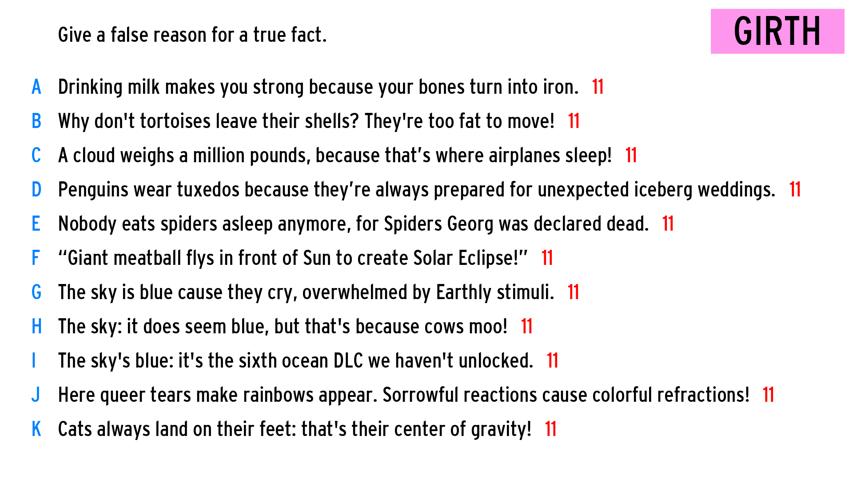 Give a false reason for a true fact.
GIRTH
A Drinking milk makes you strong because your bones turn into iron. 11
B Why don't tortoises leave their shells? They're too fat to move! 11
C A cloud weighs a million pounds, because that’s where airplanes sleep! 11
D Penguins wear tuxedos because they’re always prepared for unexpected iceberg weddings. 11
E Nobody eats spiders asleep anymore, for Spiders Georg was declared dead. 11
F “Giant meatball flys in front of Sun to create Solar Eclipse!” 11
G The sky is blue cause they cry, overwhelmed by Earthly stimuli. 11
H The sky: it does seem blue, but that's because cows moo! 11
I The sky's blue: it's the sixth ocean DLC we haven't unlocked. 11
J Here queer tears make rainbows appear. Sorrowful reactions cause colorful refractions! 11
K Cats always land on their feet: that's their center of gravity! 11